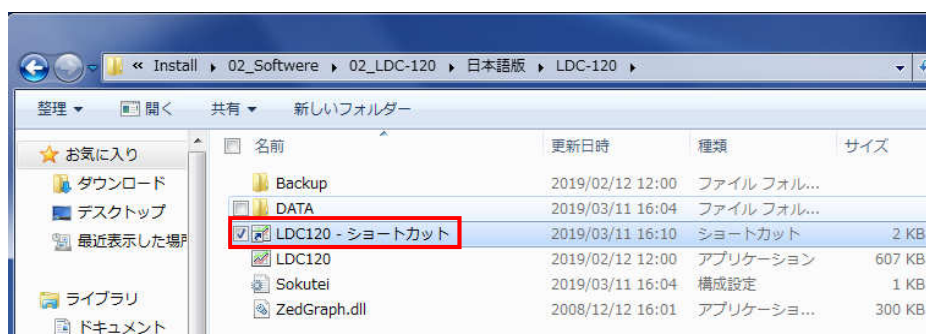 « Install ▸ 02_Softwere ▸ 02_LDC-120 ▸ 日本語版 ▸ LDC-120 ▸
整理 ▼ 開く 共有 ▼ 新しいフォルダー
お気に入り
ダウンロード
デスクトップ
最近表示した場所
ライブラリ
ドキュメント
名前 更新日時 種類 サイズ
Backup 2019/02/12 12:00 ファイル フォル...
DATA 2019/03/11 16:04 ファイル フォル...
LDC120 - ショートカット 2019/03/11 16:10 ショートカット 2 KB
LDC120 2019/02/12 12:00 アプリケーション 607 KB
Sokutei 2019/03/11 16:04 構成設定 1 KB
ZedGraph.dll 2008/12/12 16:01 アプリケーショ... 300 KB